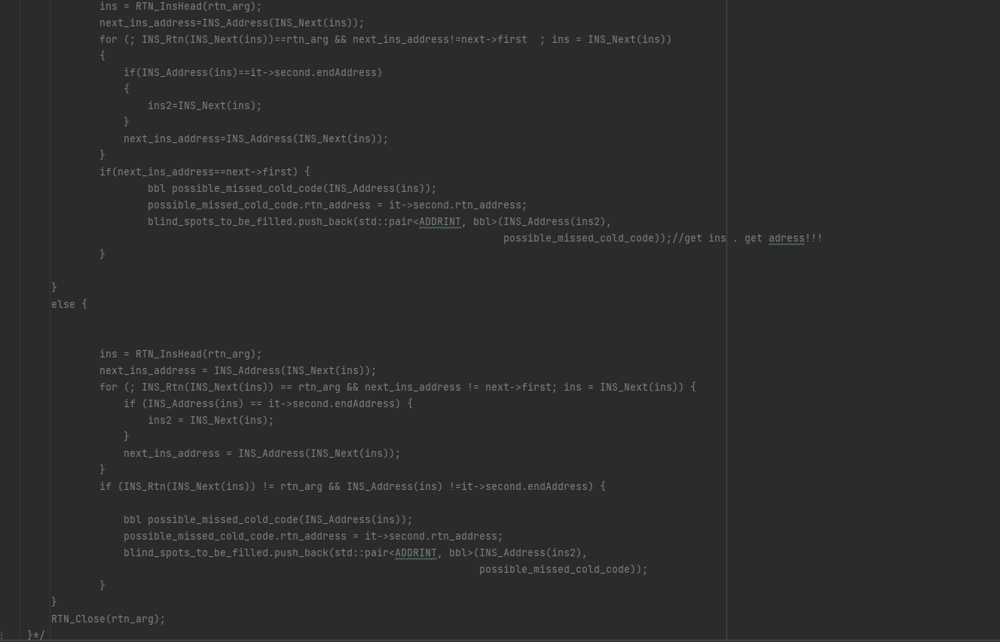 ins = RTN_InsHead(rtn_arg);
next_ins_address=INS_Address(INS_Next(ins));
for (; INS_Rtn(INS_Next(ins))==rtn_arg && next_ins_address!=next->first  ; ins = INS_Next(ins))
{
if(INS_Address(ins)==it->second.endAddress)
{
ins2=INS_Next(ins);
}
next_ins_address=INS_Address(INS_Next(ins));
}
if(next_ins_address==next->first) {
bbl possible_missed_cold_code(INS_Address(ins));
possible_missed_cold_code.rtn_address = it->second.rtn_address;
blind_spots_to_be_filled.push_back(std::pair<ADDRINT, bbl>(INS_Address(ins2),
possible_missed_cold_code));//get ins . get adress!!!
}
}
else {
ins = RTN_InsHead(rtn_arg);
next_ins_address = INS_Address(INS_Next(ins));
for (; INS_Rtn(INS_Next(ins)) == rtn_arg && next_ins_address != next->first; ins = INS_Next(ins)) {
if (INS_Address(ins) == it->second.endAddress) {
ins2 = INS_Next(ins);
}
next_ins_address = INS_Address(INS_Next(ins));
}
if (INS_Rtn(INS_Next(ins)) != rtn_arg && INS_Address(ins) !=it->second.endAddress) {
bbl possible_missed_cold_code(INS_Address(ins));
possible_missed_cold_code.rtn_address = it->second.rtn_address;
blind_spots_to_be_filled.push_back(std::pair<ADDRINT, bbl>(INS_Address(ins2),
possible_missed_cold_code));
}
}
RTN_Close(rtn_arg);
}*/